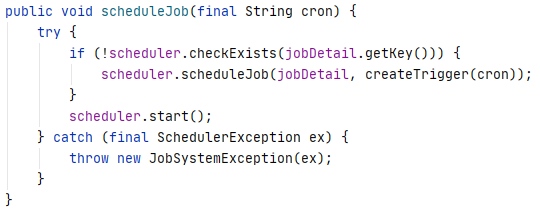 public void scheduleJob(final String cron) {
    try {
        if (!scheduler.checkExists(jobDetail.getKey())) {
            scheduler.scheduleJob(jobDetail, createTrigger(cron));
        }
        scheduler.start();
    } catch (final SchedulerException ex) {
        throw new JobSystemException(ex);
    }
}